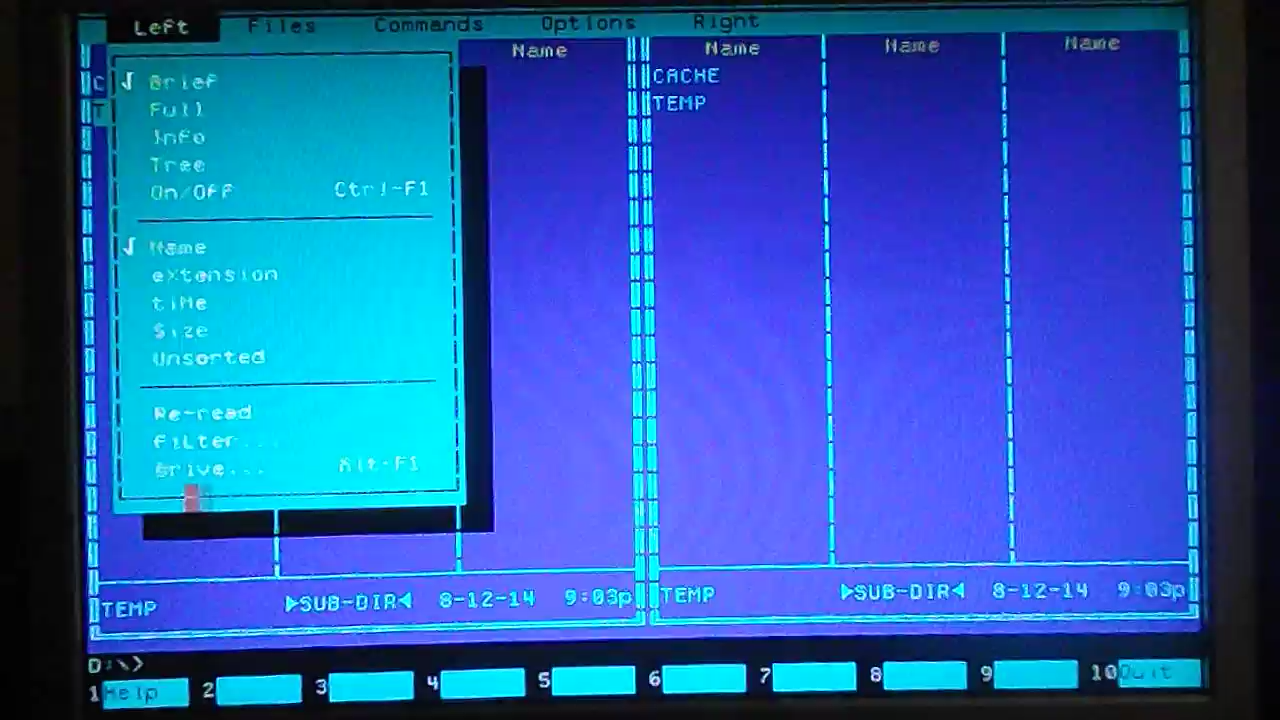 Left Files Commands Options Right
Name Name Name Name
C CACHE
T TEMP
√ Brief
Full
Info
Tree
On/Off Ctrl-F1
√ Name
eXtension
tiMe
Size
Unsorted
Re-read
fiLter...
Drive... Alt-F1
TEMP ►SUB-DIR◄ 8-12-14 9:03p TEMP ►SUB-DIR◄ 8-12-14 9:03p
D:\>
1Help 2 3 4 5 6 7 8 9 10Quit